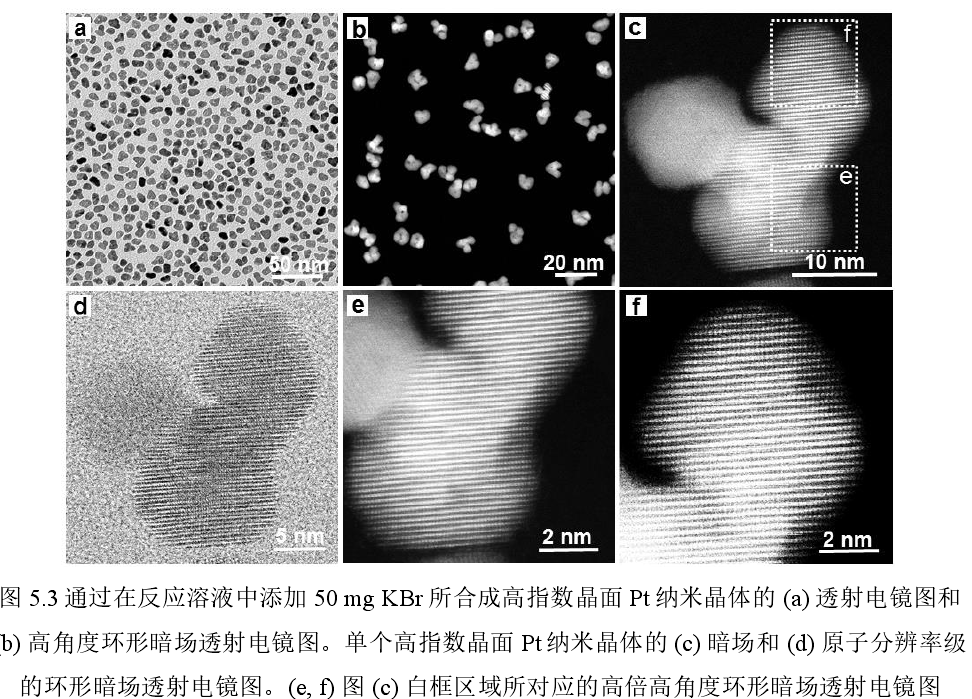 a
b
c
f
e
50 nm
20 nm
10 nm
d
e
f
5 nm
2 nm
2 nm
图 5.3 通过在反应溶液中添加 50 mg KBr 所合成高指数晶面 Pt 纳米晶体的 (a) 透射电镜图和
(b) 高角度环形暗场透射电镜图。单个高指数晶面 Pt 纳米晶体的 (c) 暗场和 (d) 原子分辨率级
的环形暗场透射电镜图。(e, f) 图 (c) 白框区域所对应的高倍高角度环形暗场透射电镜图